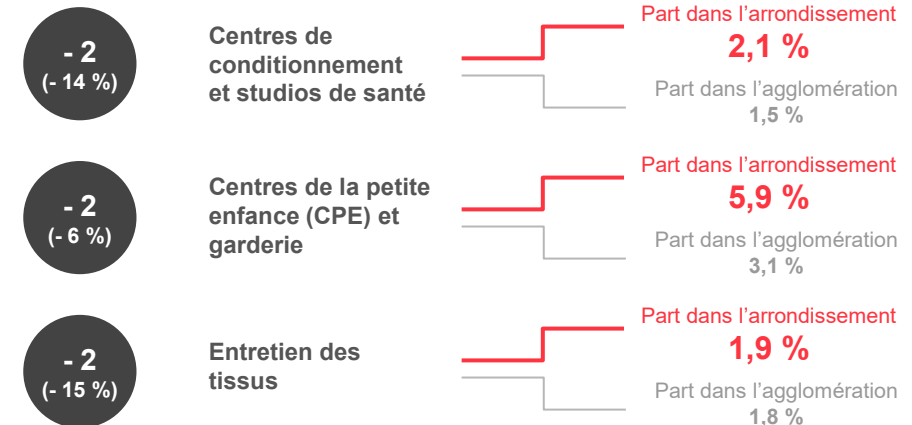 - 2
(- 14 %)
Centres de
conditionnement
et studios de santé
Part dans l'arrondissement
2,1 %
Part dans l'agglomération
1,5 %
- 2
(- 6 %)
Centres de la petite
enfance (CPE) et
garderie
Part dans l'arrondissement
5,9 %
Part dans l'agglomération
3,1 %
- 2
(- 15 %)
Entretien des
tissus
Part dans l'arrondissement
1,9 %
Part dans l'agglomération
1,8 %